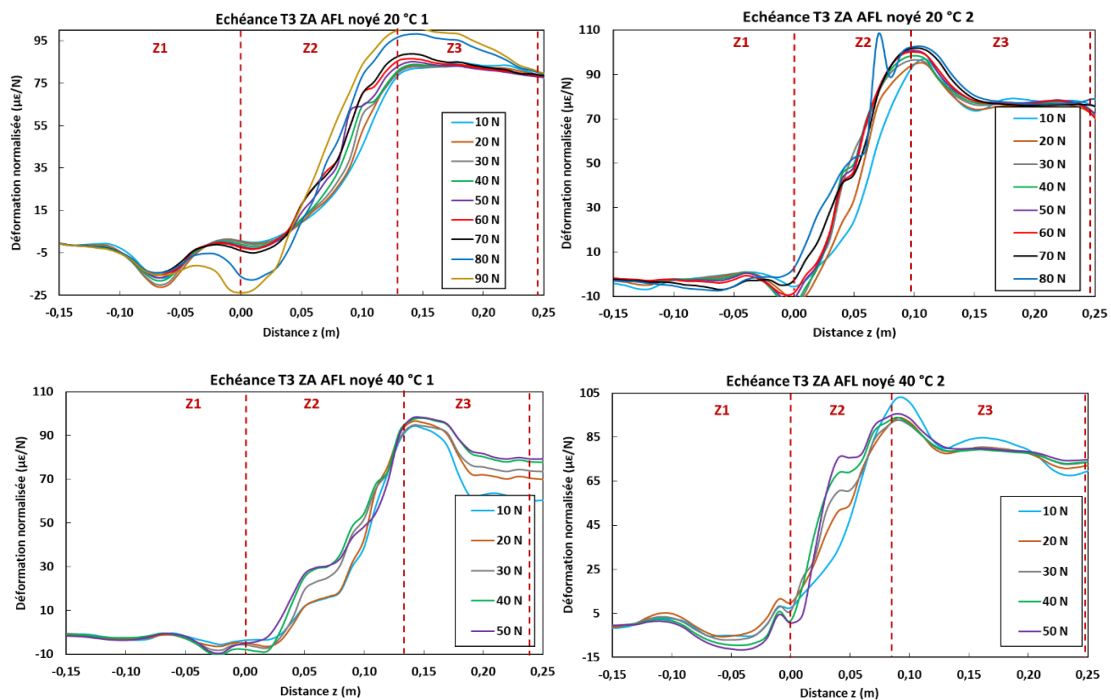 Echéance T3 ZA AFL noyé 20 °C 1
Déformation normalisée (µε/N)
95
75
55
35
15
-5
-25
Z1
Z2
Z3
10 N
20 N
30 N
40 N
50 N
60 N
70 N
80 N
90 N
-0,15 -0,10 -0,05 0,00 0,05 0,10 0,15 0,20 0,25
Distance z (m)
Echéance T3 ZA AFL noyé 20 °C 2
Déformation normalisée (µε/N)
110
90
70
50
30
10
-10
Z1
Z2
Z3
10 N
20 N
30 N
40 N
50 N
60 N
70 N
80 N
-0,15 -0,10 -0,05 0,00 0,05 0,10 0,15 0,20 0,25
Distance z (m)
Echéance T3 ZA AFL noyé 40 °C 1
Déformation normalisée (µε/N)
110
90
70
50
30
10
-10
Z1
Z2
Z3
10 N
20 N
30 N
40 N
50 N
-0,15 -0,10 -0,05 0,00 0,05 0,10 0,15 0,20 0,25
Distance z (m)
Echéance T3 ZA AFL noyé 40 °C 2
Déformation normalisée (µε/N)
105
85
65
45
25
5
-15
Z1
Z2
Z3
10 N
20 N
30 N
40 N
50 N
-0,15 -0,10 -0,05 0,00 0,05 0,10 0,15 0,20 0,25
Distance z (m)